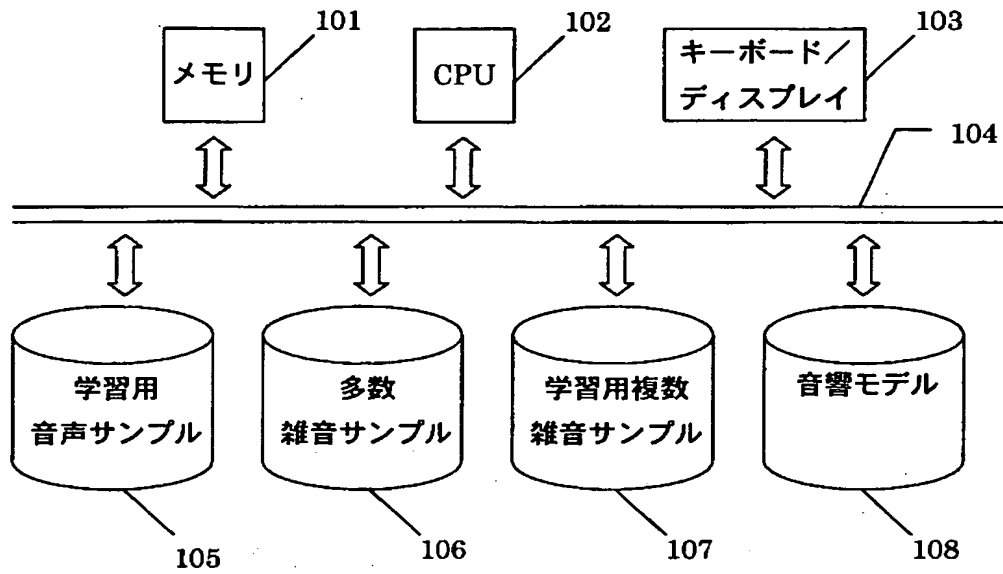 101
102
103
メモリ
CPU
キーボード／
ディスプレイ
104
学習用
音声サンプル
多数
雑音サンプル
学習用複数
雑音サンプル
音響モデル
105
106
107
108